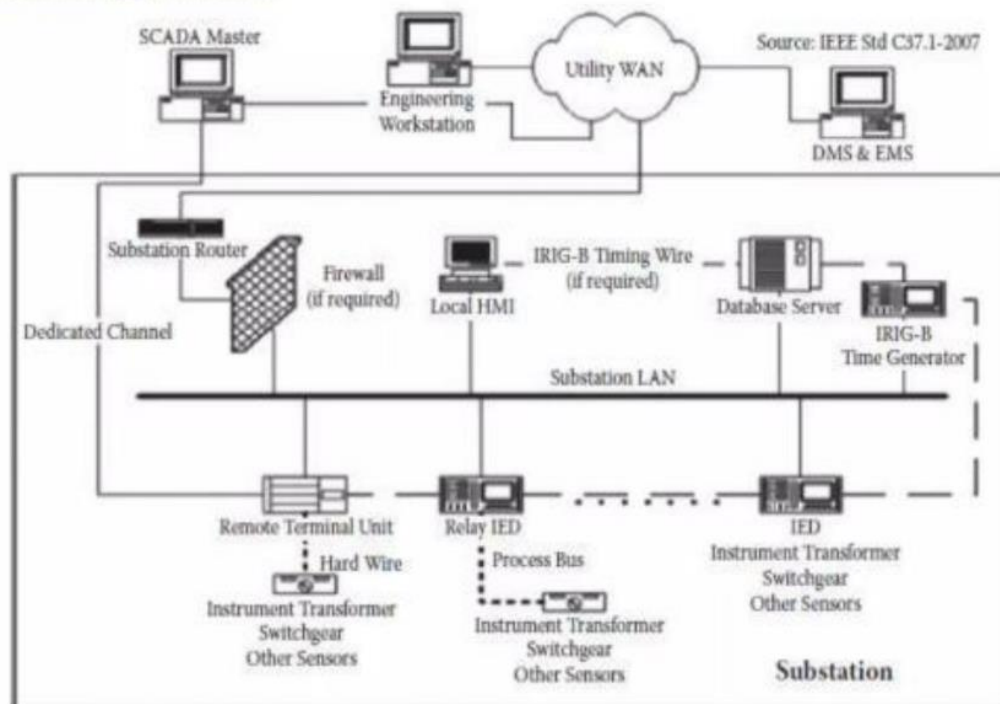 SCADA Master
Engineering
Workstation
Utility WAN
Source: IEEE Std C37.1-2007
DMS & EMS
Substation Router
Firewall
(if required)
Local HMI
IRIG-B Timing Wire
(if required)
Database Server
IRIG-B
Time Generator
Dedicated Channel
Substation LAN
Remote Terminal Unit
Hard Wire
Instrument Transformer
Switchgear
Other Sensors
Relay IED
Process Bus
Instrument Transformer
Switchgear
Other Sensors
IED
Instrument Transformer
Switchgear
Other Sensors
Substation